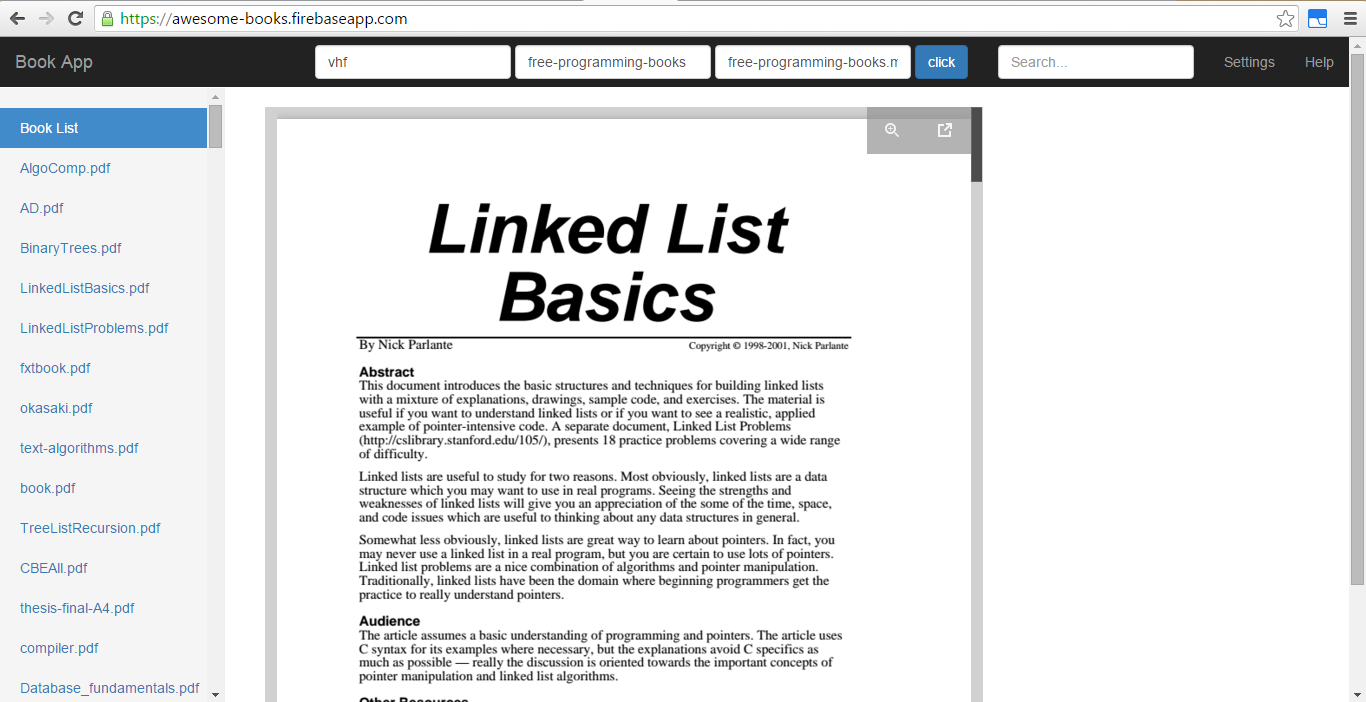 https://awesome-books.firebaseapp.com
Book App
vhf
free-programming-books
free-programming-books.m
click
Search...
Settings
Help
Book List
AlgoComp.pdf
AD.pdf
BinaryTrees.pdf
LinkedListBasics.pdf
LinkedListProblems.pdf
fxtbook.pdf
okasaki.pdf
text-algorithms.pdf
book.pdf
TreeListRecursion.pdf
CBEAll.pdf
thesis-final-A4.pdf
compiler.pdf
Database_fundamentals.pdf
Linked List
Basics
By Nick Parlante
Copyright © 1998-2001, Nick Parlante
Abstract
This document introduces the basic structures and techniques for building linked lists
with a mixture of explanations, drawings, sample code, and exercises. The material is
useful if you want to understand linked lists or if you want to see a realistic, applied
example of pointer-intensive code. A separate document, Linked List Problems
(http://cslibrary.stanford.edu/105/), presents 18 practice problems covering a wide range
of difficulty.
Linked lists are useful to study for two reasons. Most obviously, linked lists are a data
structure which you may want to use in real programs. Seeing the strengths and
weaknesses of linked lists will give you an appreciation of the some of the time, space,
and code issues which are useful to thinking about any data structures in general.
Somewhat less obviously, linked lists are great way to learn about pointers. In fact, you
may never use a linked list in a real program, but you are certain to use lots of pointers.
Linked list problems are a nice combination of algorithms and pointer manipulation.
Traditionally, linked lists have been the domain where beginning programmers get the
practice to really understand pointers.
Audience
The article assumes a basic understanding of programming and pointers. The article uses
C syntax for its examples where necessary, but the explanations avoid C specifics as
much as possible — really the discussion is oriented towards the important concepts of
pointer manipulation and linked list algorithms.
Other Resources